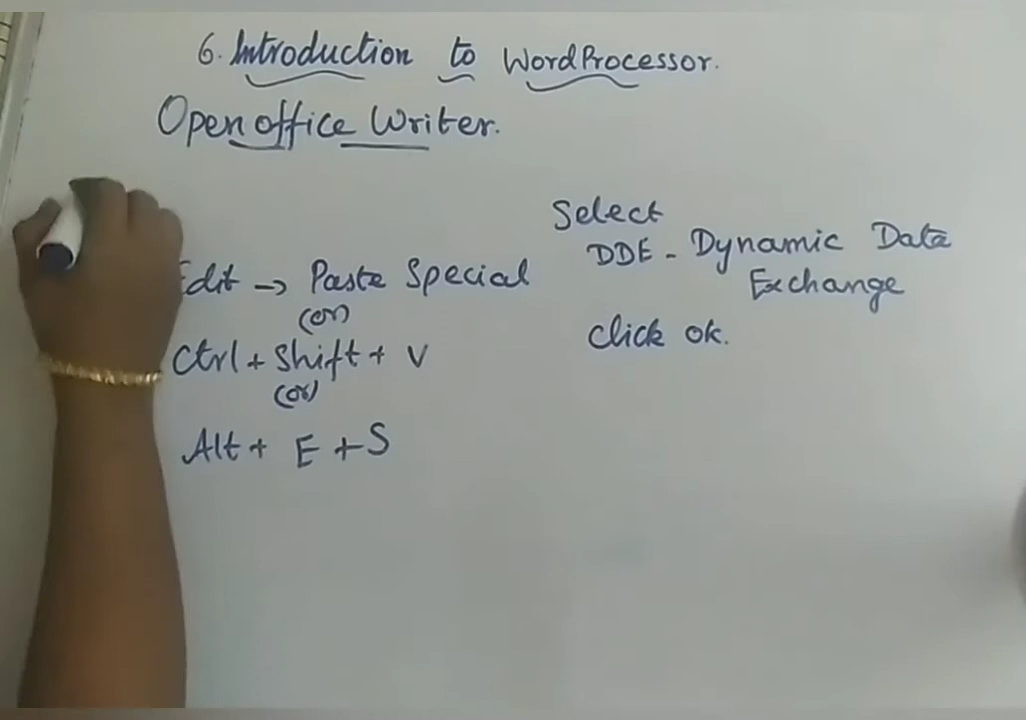 6. Introduction to WordProcessor.
Openoffice Writer.
Edit → Paste Special
(or)
Ctrl + Shift + V
(or)
Alt + E + S
Select
DDE - Dynamic Data
Exchange
click ok.